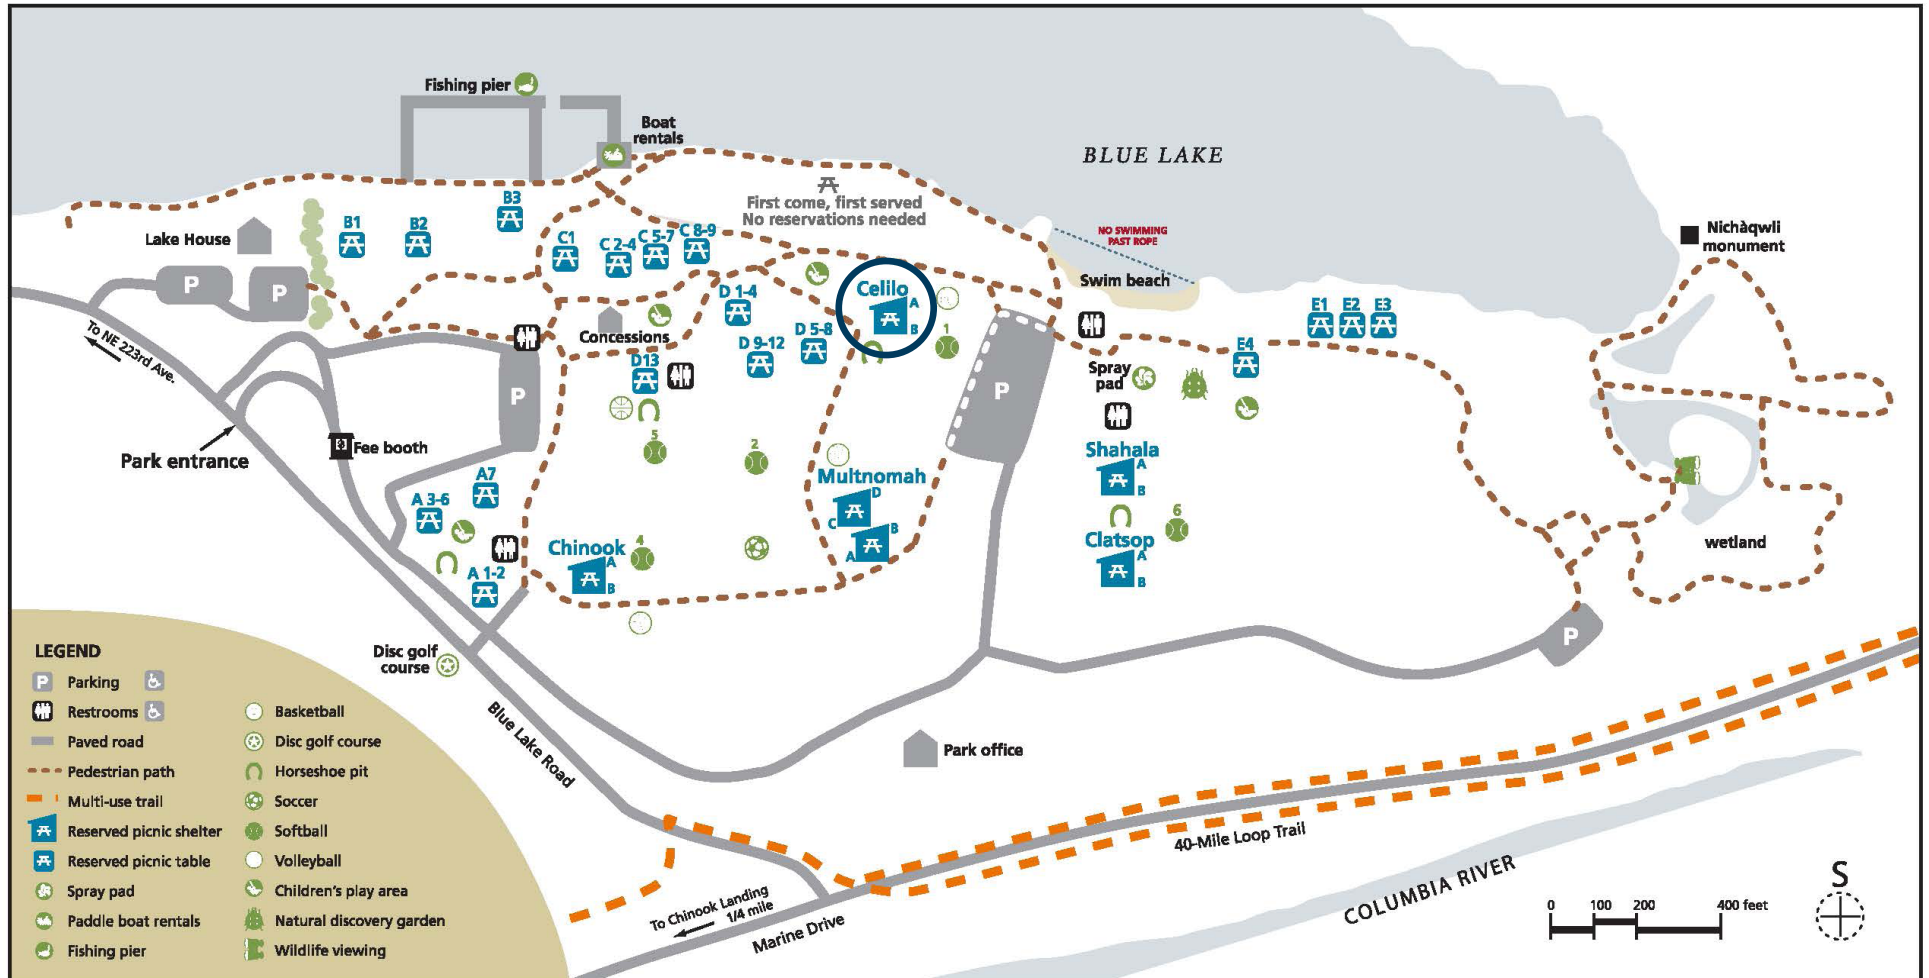 Fishing pier
Boat
rentals
BLUE LAKE
First come, first served
No reservations needed
B1
B2
B3
Lake House
C1
C 2-4
C 5-7
C 8-9
NO SWIMMING
PAST ROPE
Swim beach
Nichàqwli
monument
P
P
To NE 223rd Ave.
Concessions
D 1-4
D 5-8
D 9-12
D13
Celilo
A
B
1
E1
E2
E3
E4
P
P
Spray
pad
Park entrance
Fee booth
5
2
A7
A 3-6
A 1-2
Multnomah
D
C
B
A
Shahala
A
B
6
Clatsop
A
B
Chinook
A
B
4
wetland
P
Disc golf
course
Blue Lake Road
Park office
40-Mile Loop Trail
COLUMBIA RIVER
To Chinook Landing
1/4 mile
Marine Drive
LEGEND
P Parking
Restrooms
Paved road
Pedestrian path
Multi-use trail
Reserved picnic shelter
Reserved picnic table
Spray pad
Paddle boat rentals
Fishing pier
Basketball
Disc golf course
Horseshoe pit
Soccer
Softball
Volleyball
Children's play area
Natural discovery garden
Wildlife viewing
0 100 200 400 feet
S